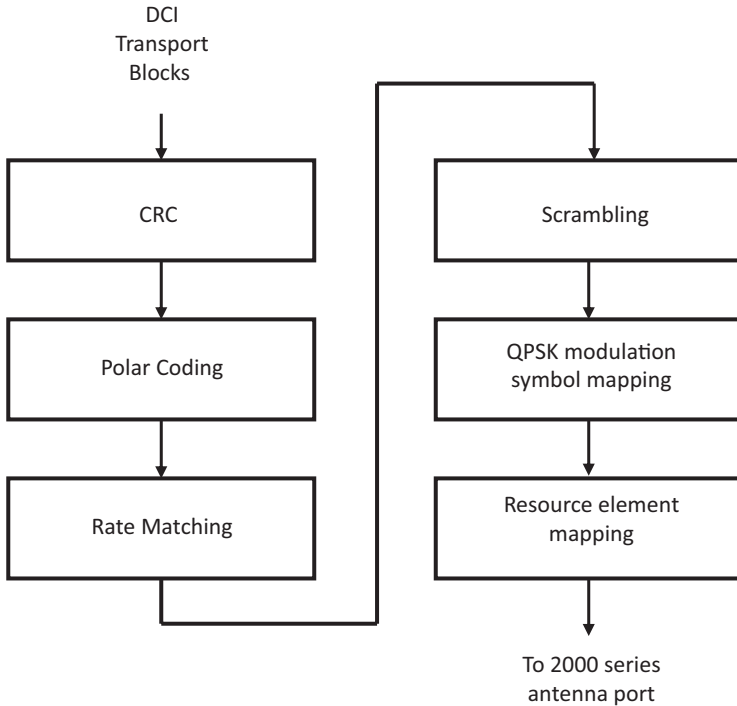 DCI
Transport
Blocks
CRC
Polar Coding
Rate Matching
Scrambling
QPSK modulation
symbol mapping
Resource element
mapping
To 2000 series
antenna port